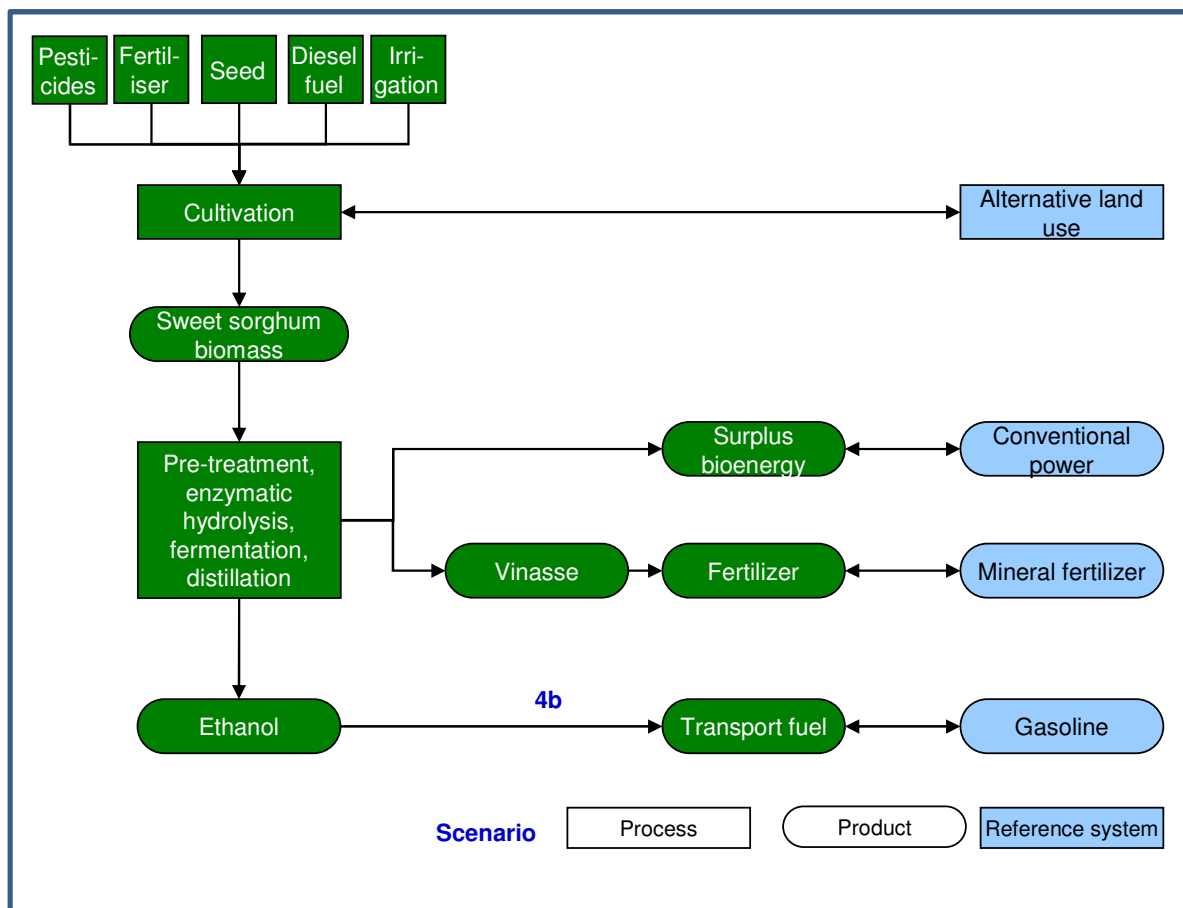 Pesti-
cides
Fertil-
iser
Seed
Diesel
fuel
Irri-
gation
Cultivation
Alternative land
use
Sweet sorghum
biomass
Pre-treatment,
enzymatic
hydrolysis,
fermentation,
distillation
Surplus
bioenergy
Conventional
power
Vinasse
Fertilizer
Mineral fertilizer
Ethanol
4b
Transport fuel
Gasoline
Scenario
Process
Product
Reference system